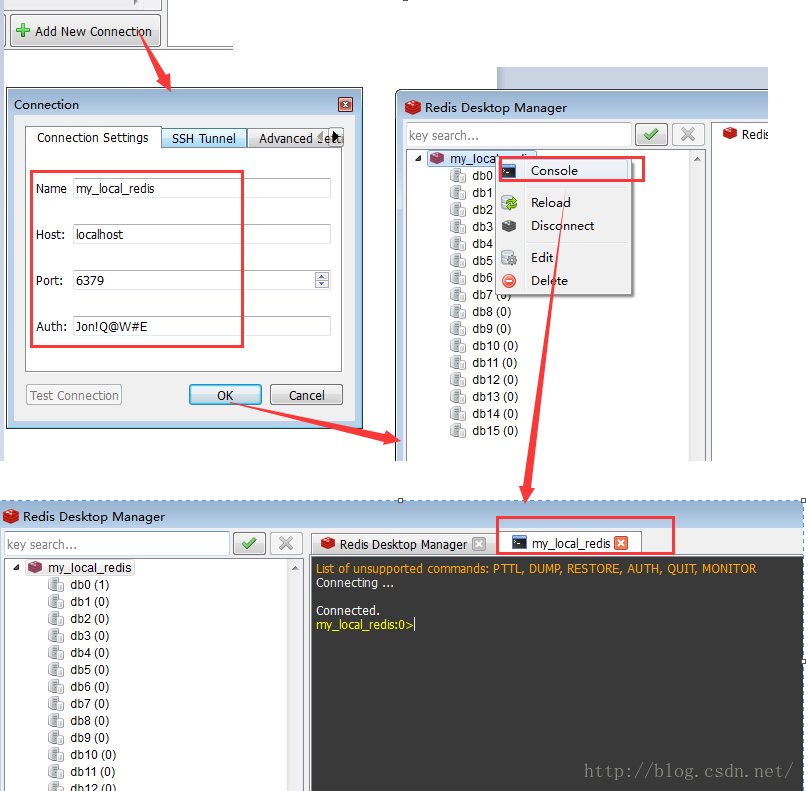 Add New Connection
Connection
Connection Settings
SSH Tunnel
Advanced
Name
my_local_redis
Host:
localhost
Port:
6379
Auth:
Jon!Q@W#E
Test Connection
OK
Cancel
Redis Desktop Manager
key search...
Redis
my_local_redis
db0
db1
db2
db3
db4
db5
db6
db7 (0)
db8 (0)
db9 (0)
db10 (0)
db11 (0)
db12 (0)
db13 (0)
db14 (0)
db15 (0)
Console
Reload
Disconnect
Edit
Delete
Redis Desktop Manager
key search...
my_local_redis
db0 (1)
db1 (0)
db2 (0)
db3 (0)
db4 (0)
db5 (0)
db6 (0)
db7 (0)
db8 (0)
db9 (0)
db10 (0)
db11 (0)
db12 (0)
Redis Desktop Manager
my_local_redis
List of unsupported commands: PTTL, DUMP, RESTORE, AUTH, QUIT, MONITOR
Connecting ...
Connected.
my_local_redis:0>
http://blog.csdn.net/